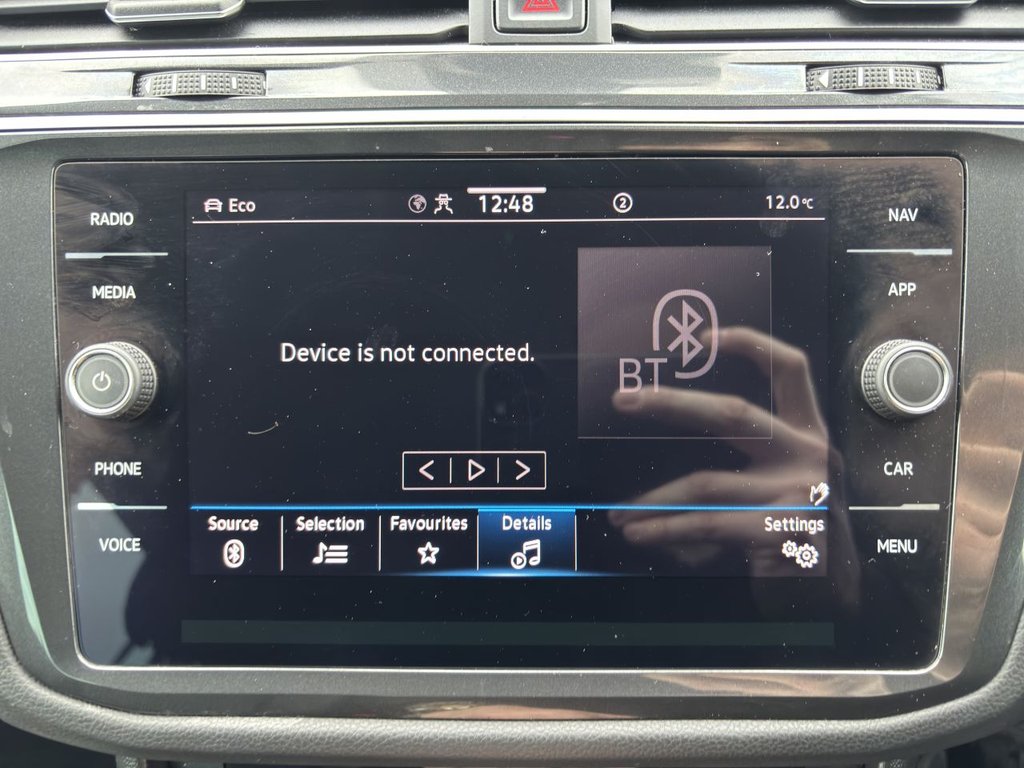 Eco 12:48 2 12.0°C
RADIO
MEDIA
PHONE
VOICE
Device is not connected.
BT
Source Selection Favourites Details Settings
NAV
APP
CAR
MENU